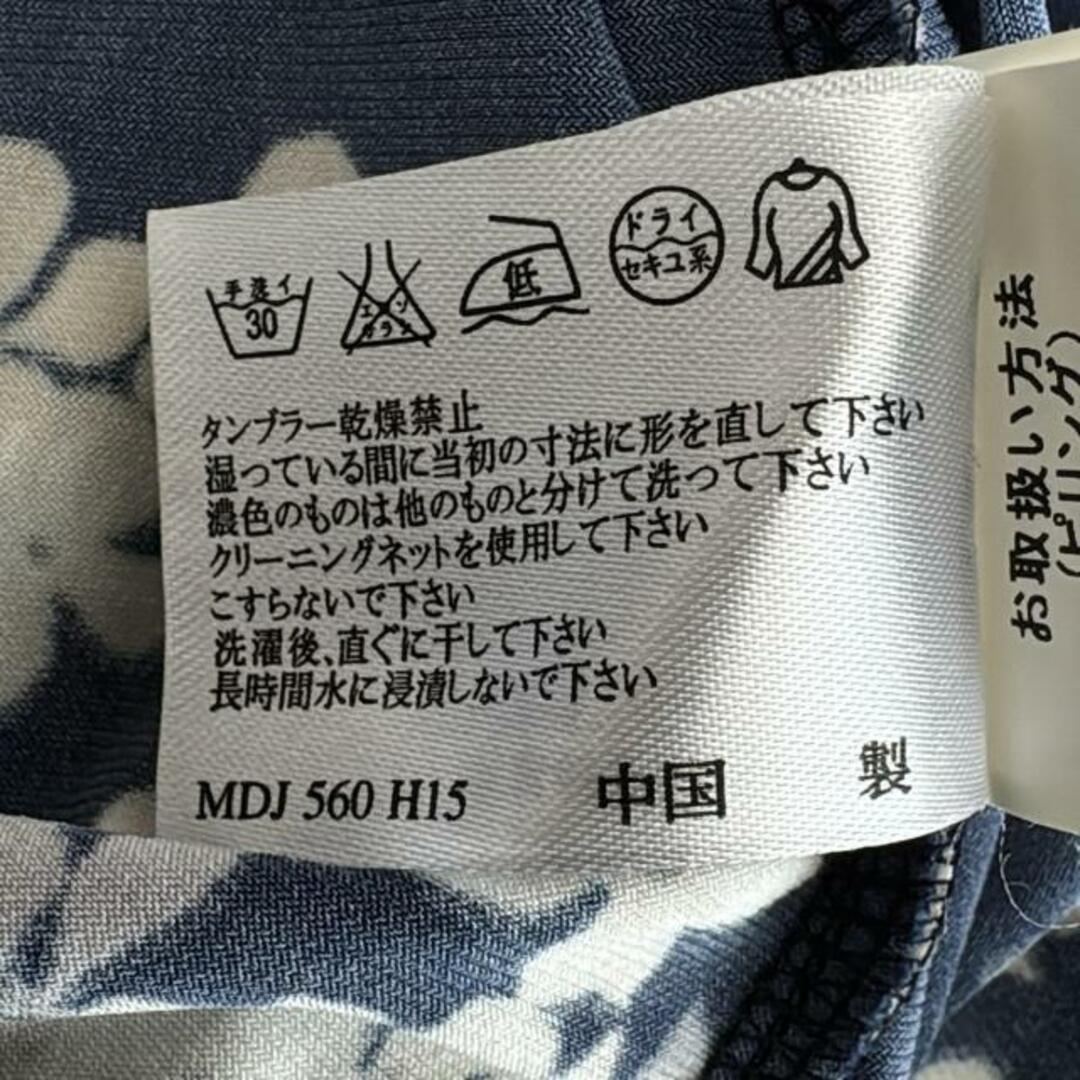 手洗イ
30
エンソ
サラシ
低
ドライ
セキユ系
タンブラー乾燥禁止
湿っている間に当初の寸法に形を直して下さい
濃色のものは他のものと分けて洗って下さい
クリーニングネットを使用して下さい
こすらないで下さい
洗濯後、直ぐに干して下さい
長時間水に浸漬しないで下さい
MDJ 560 H15 中国 製
お取扱い方法
(ピリング)